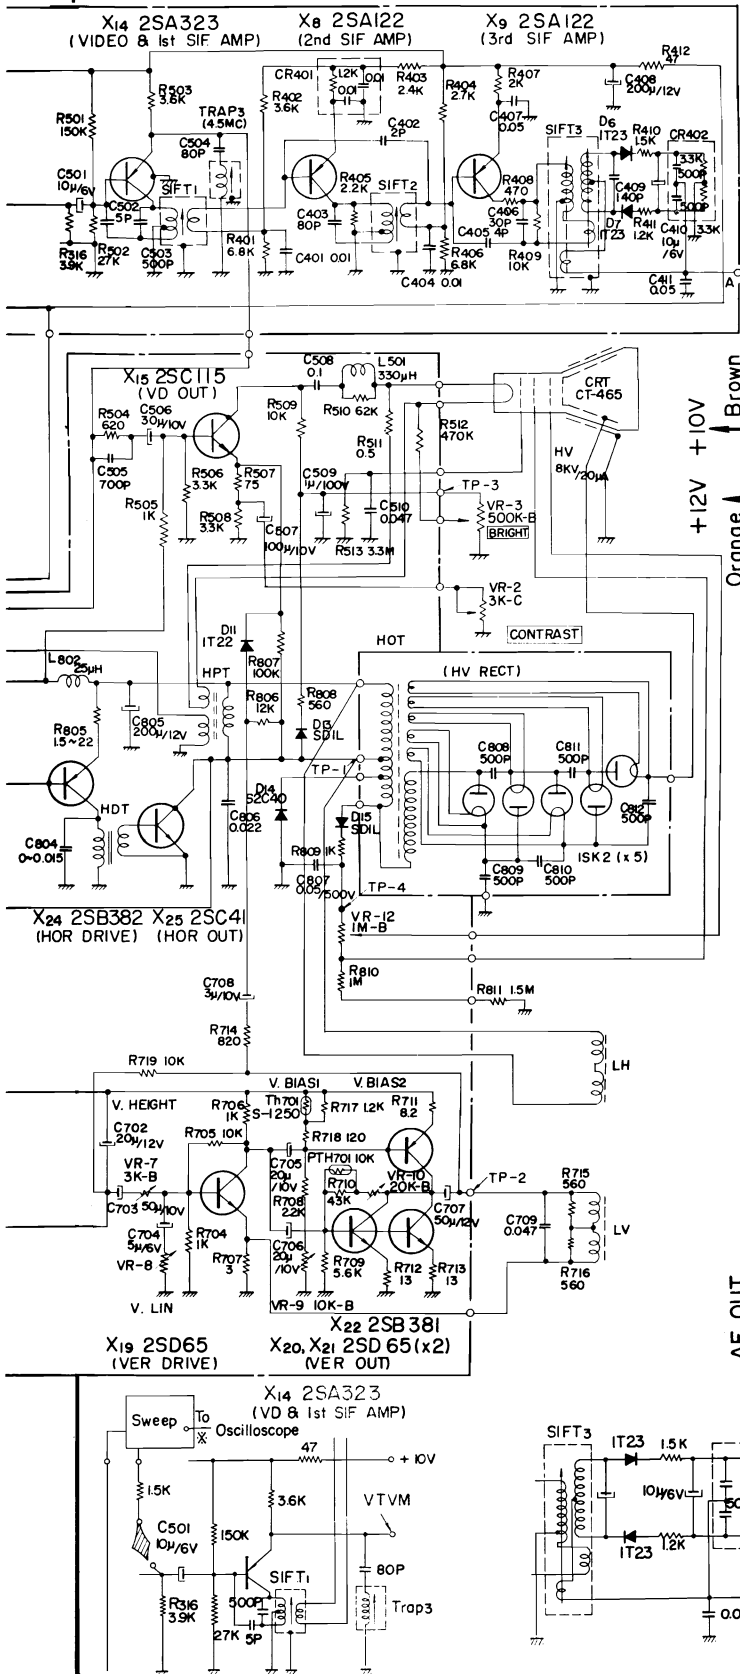 X14 2SA323
(VIDEO & 1st SIF AMP)
X8 2SA122
(2nd SIF AMP)
X9 2SA122
(3rd SIF AMP)
R412
47
R503
3.6K
CR401
1.2K
0.01
0.01
R403
2.4K
R404
2.7K
R407
2K
C408
200μ/12V
R501
150K
TRAP3
(4.5MC)
R402
3.6K
C407
0.05
D6
1T23
R410
1.5K
CR402
C504
80P
C402
2P
SIFT3
3.3K
500P
C501
10μ/6V
R405
2.2K
R408
470
C409
140P
C502
5P
SIFT1
SIFT2
C406
30P
500P
R316
3.9K
R502
27K
C503
500P
R401
6.8K
C401 0.01
C403
80P
C404 0.01
R406
6.8K
C405
4P
R409
10K
D7
1T23
R411
1.2K
C410
10μ
/6V
3.3K
C411
0.05
A
X15 2SC115
(VD OUT)
C508
0.1
L501
330μH
CRT
CT-465
Brown
R504
620
C506
30μ/10V
R509
10K
R510 62K
R512
470K
+10V
R511
0.5
HV
8KV/20μA
C505
700P
R506
3.3K
R507
75
C509
1μ/100V
TP-3
+12V
R505
1K
R508
3.3K
C507
100μ/10V
C510
0.047
VR-3
500K-B
BRIGHT
R513 3.3M
Orange
VR-2
3K-C
D11
1T22
HOT
CONTRAST
L802
25μH
HPT
R807
100K
(HV RECT)
R806
12K
R808
560
R805
1.5~22
C805
200μ/12V
D13
SD1L
C808
500P
C811
500P
TP-1
HDT
D14
S2C40
C806
0.022
D15
SD1L
C812
500P
C804
0~0.015
R809 1K
1SK2 (x5)
C807
0.05/500V
C809
500P
C810
500P
TP-4
X24 2SB382
(HOR DRIVE)
X25 2SC41
(HOR OUT)
VR-12
1M-B
R810
1M
C708
3μ/10V
R811 1.5M
R714
820
R719 10K
LH
V. BIAS1
V. BIAS2
V. HEIGHT
R706
1K
Th701
S-1250
R717 1.2K
R711
8.2
C702
20μ/12V
R705 10K
R718 120
VR-7
3K-B
C705
20μ
/10V
PTH701 10K
TP-2
R710
43K
VR-10
20K-B
R715
560
C703
50μ/10V
R708
2.2K
C707
50μ/12V
C709
0.047
C704
5μ/6V
R704
1K
LV
VR-8
R707
3
C706
20μ
/10V
R709
5.6K
R712
13
R713
13
R716
560
V. LIN
VR-9 10K-B
X22 2SB381
X19 2SD65
(VER DRIVE)
X20, X21 2SD65(x2)
(VER OUT)
AF OUT
X14 2SA323
(VD & 1st SIF AMP)
Sweep
To
※ Oscilloscope
47
+ 10V
SIFT3
1T23
1.5K
1.5K
3.6K
VTVM
10μ/6V
50
C501
10μ/6V
150K
1T23
1.2K
SIFT1
80P
R316
3.9K
500P
27K
5P
Trap3
0.0